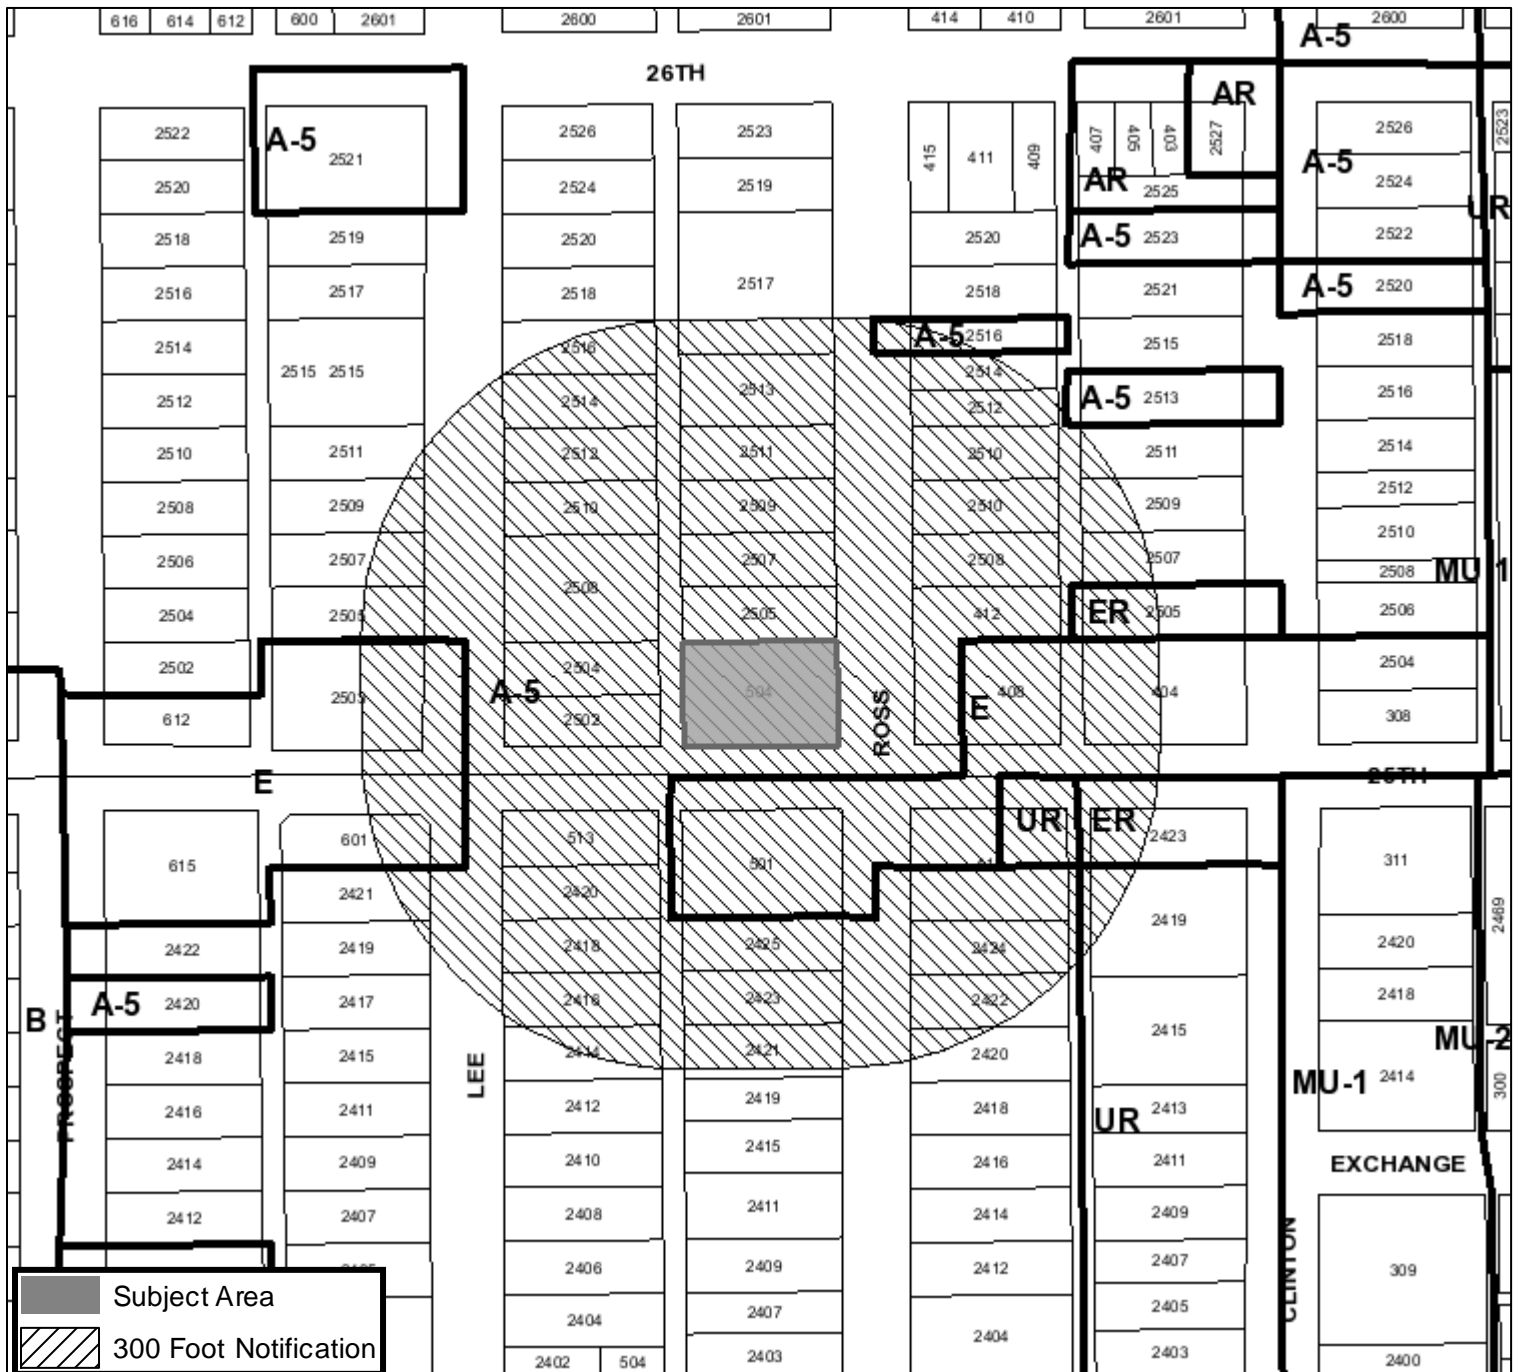 616 614 612 600 2601 2600 2601 414 410 2601 2600
A-5
26TH
AR
2522 A-5 2521 2526 2523 415 411 409 407 405 403 2527 2526 2523
2520 2524 2519 AR 2525 A-5 2524
UR
2518 2519 2520 2520 A-5 2523 2522
2516 2517 2518 2517 2518 2521 A-5 2520
2514 2516 A-5 2516 2515 2518
2515 2515 2513 2514
2512 2514 2512 A-5 2513 2516
2510 2511 2512 2511 2510 2511 2514
2508 2509 2510 2509 2510 2509 2512
2506 2507 2508 2507 2508 2507 2510
2508 MU-1
2504 2505 2505 412 ER 2505 2506
2502 2503 A-5 2504 504 408 404 2504
612 2502 ROSS E 308
E 25TH
615 601 513 501 UR ER 2423 311
2421 2420
2422 2419 2418 2425 2424 2419 2420 2469
B A-5 2420 2417 2416 2423 2422 2418
PROSPECT
2418 2415 LEE 2414 2421 2420 2415 MU-2
2416 2411 2412 2419 2418 UR 2413 MU-1 2414 300
2414 2409 2410 2415 2416 2411 EXCHANGE
2412 2407 2408 2411 2414 2409
2406 2409 2412 2407 CLINTON 309
2404 2407 2404 2405
2402 504 2403 2403 2400
Subject Area
300 Foot Notification